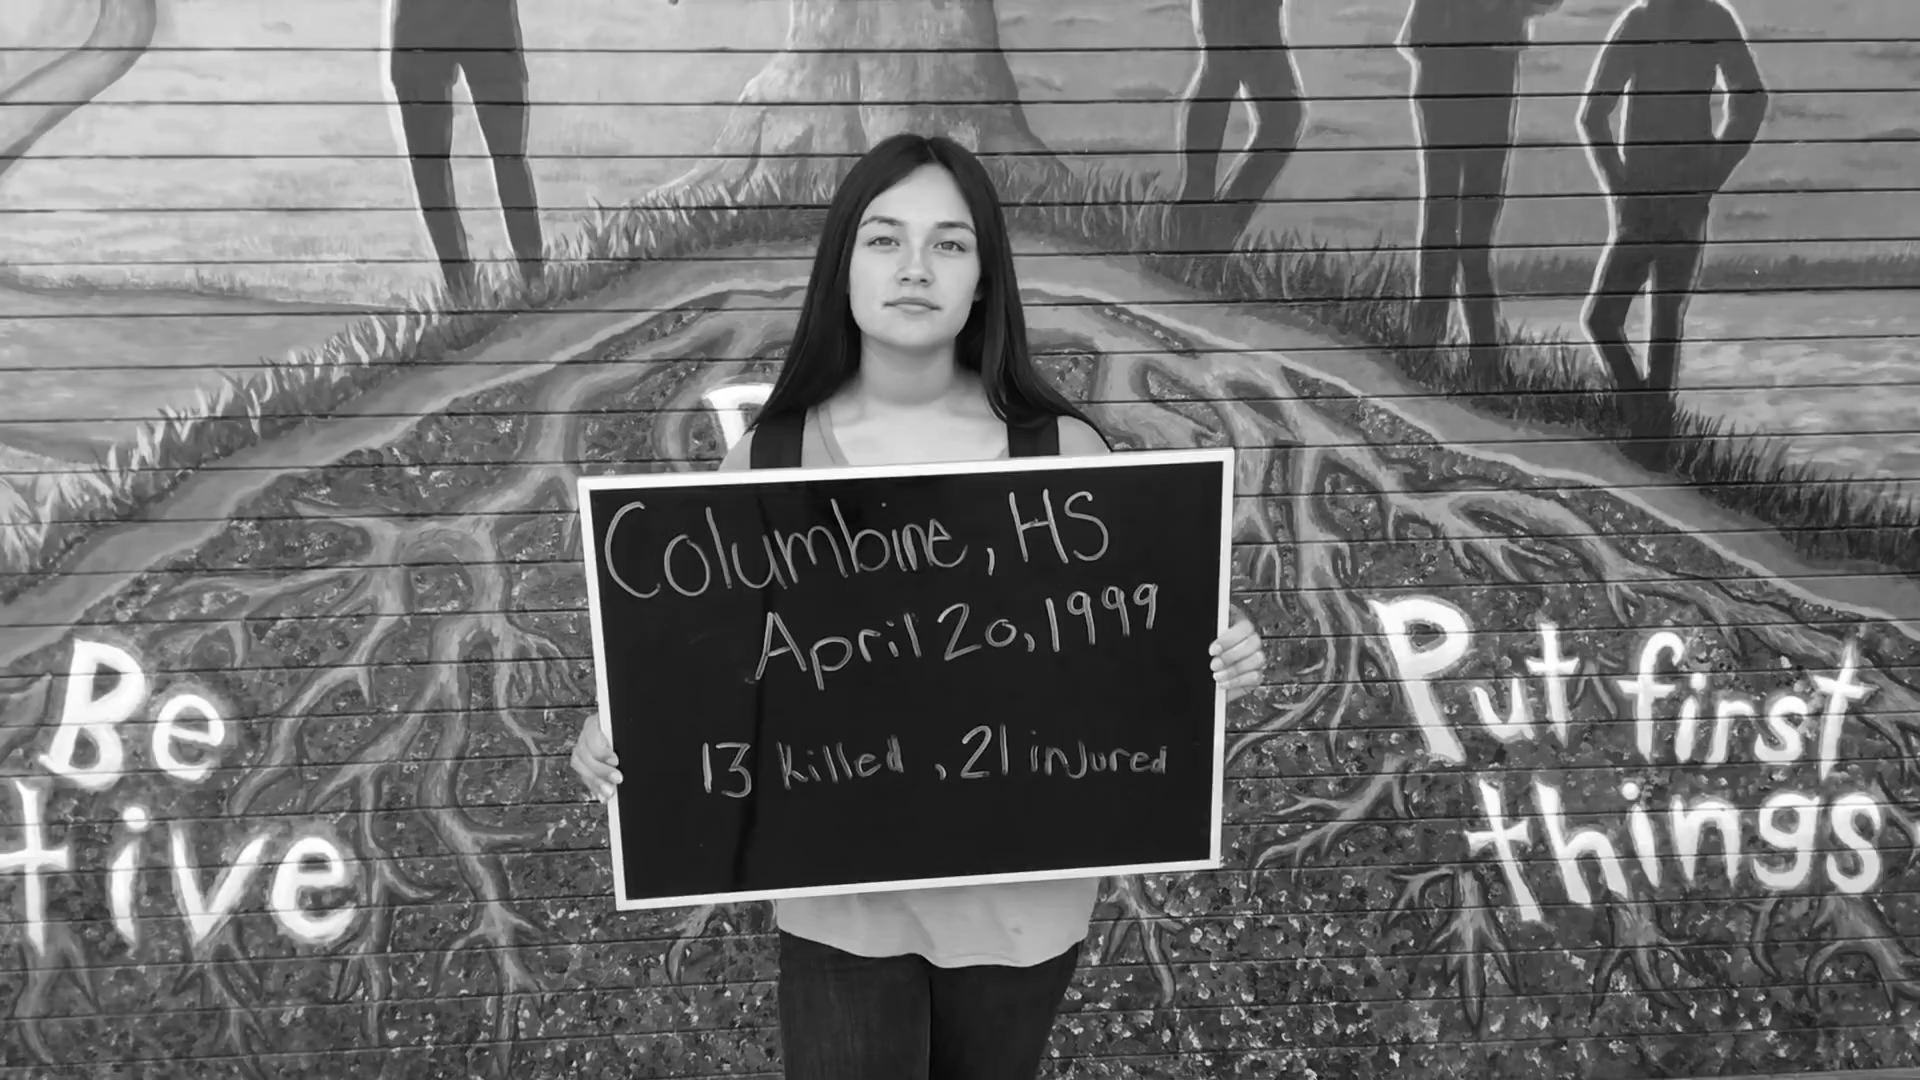 Columbine, HS
April 20, 1999
13 killed, 21 injured
Be
tive
Put first
things